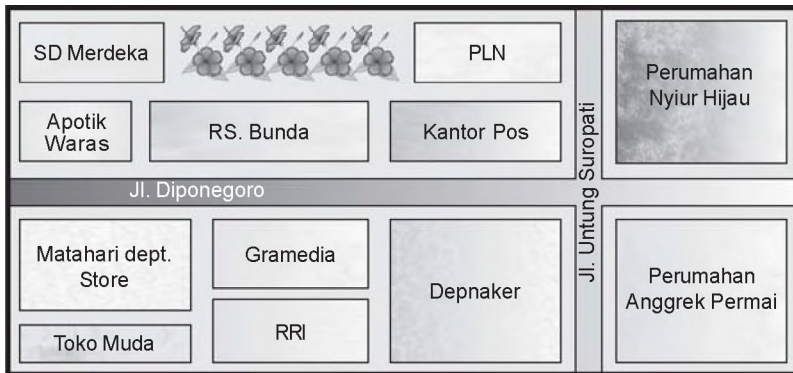 SD Merdeka
PLN
Perumahan
Nyiur Hijau
Apotik
Waras
RS. Bunda
Kantor Pos
Jl. Diponegoro
Jl. Untung Suropati
Matahari dept.
Store
Gramedia
Depnaker
Perumahan
Anggrek Permai
Toko Muda
RRI